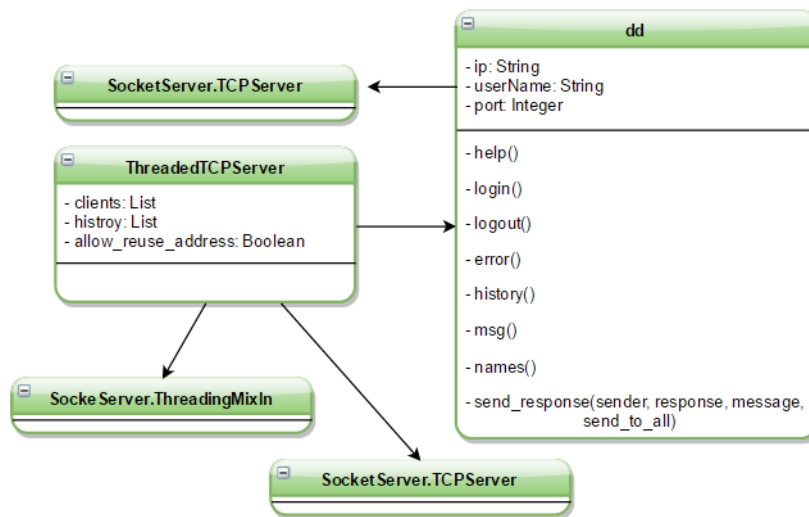 SocketServer.TCPServer
ThreadedTCPServer
- clients: List
- histroy: List
- allow_reuse_address: Boolean
SockeServer.ThreadingMixIn
SocketServer.TCPServer
dd
- ip: String
- userName: String
- port: Integer
- help()
- login()
- logout()
- error()
- history()
- msg()
- names()
- send_response(sender, response, message,
send_to_all)